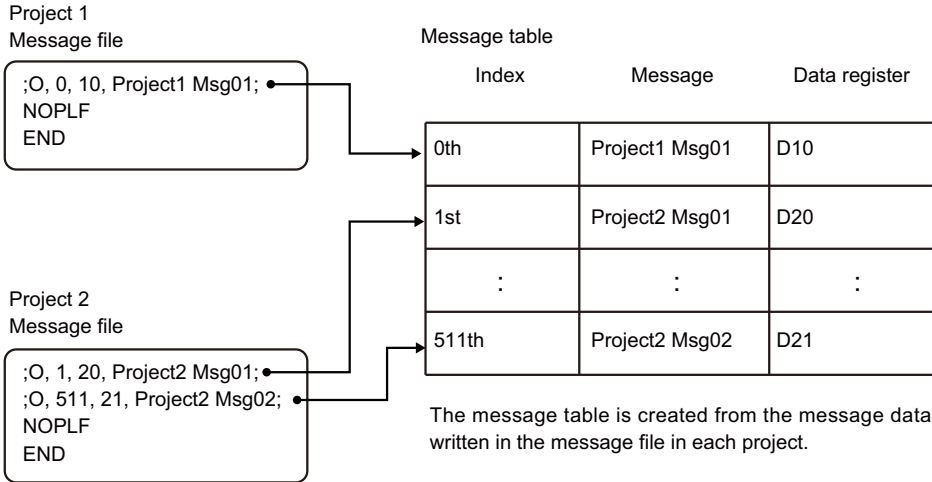 Project 1
Message file
;O, 0, 10, Project1 Msg01;
NOPLF
END
Message table
Index Message Data register
0th Project1 Msg01 D10
1st Project2 Msg01 D20
: : :
511th Project2 Msg02 D21
Project 2
Message file
;O, 1, 20, Project2 Msg01;
;O, 511, 21, Project2 Msg02;
NOPLF
END
The message table is created from the message data
written in the message file in each project.